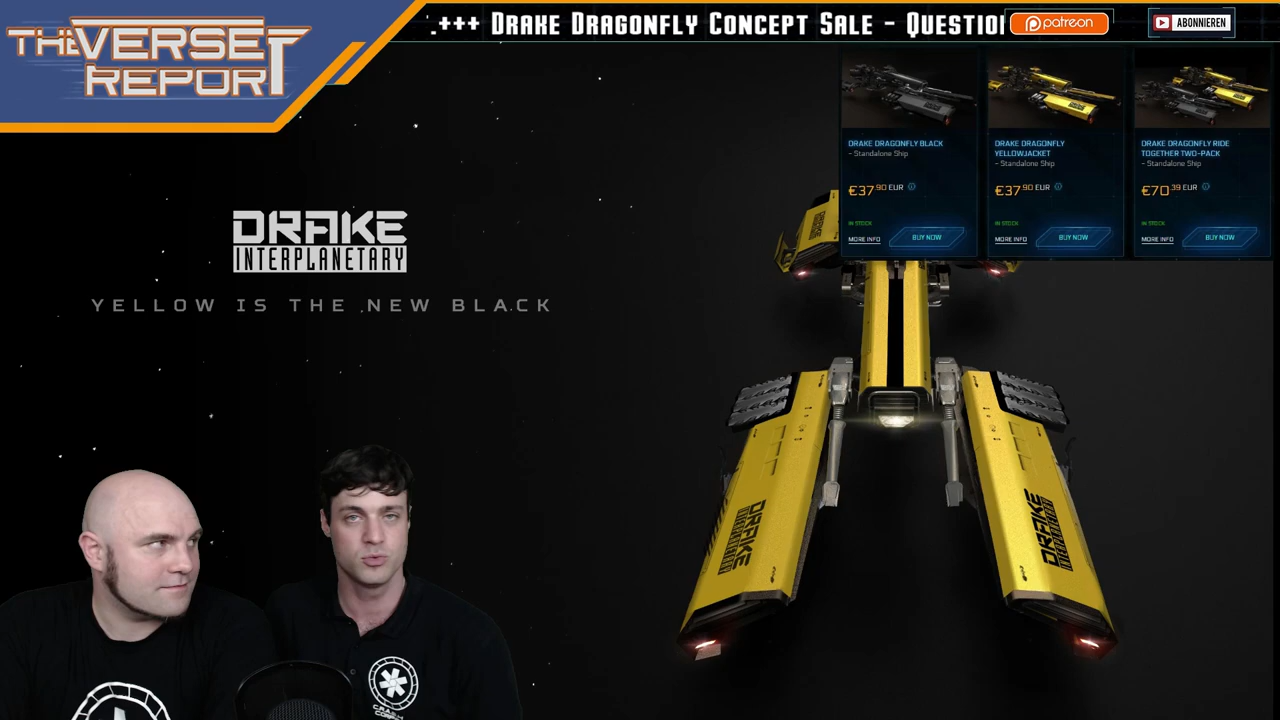 THE VERSE
REPORT
.+++ DRAKE DRAGONFLY CONCEPT SALE - QUESTIO
patreon
ABONNIEREN
DRAKE DRAGONFLY BLACK
- Standalone Ship
€37.90 EUR
IN STOCK
MORE INFO
BUY NOW
DRAKE DRAGONFLY
YELLOWJACKET
- Standalone Ship
€37.90 EUR
IN STOCK
MORE INFO
BUY NOW
DRAKE DRAGONFLY RIDE
TOGETHER TWO-PACK
- Standalone Ship
€70.39 EUR
IN STOCK
MORE INFO
BUY NOW
DRAKE
INTERPLANETARY
YELLOW IS THE NEW BLACK
DRAKE
INTERPLANETARY
DRAKE
INTERPLANETARY